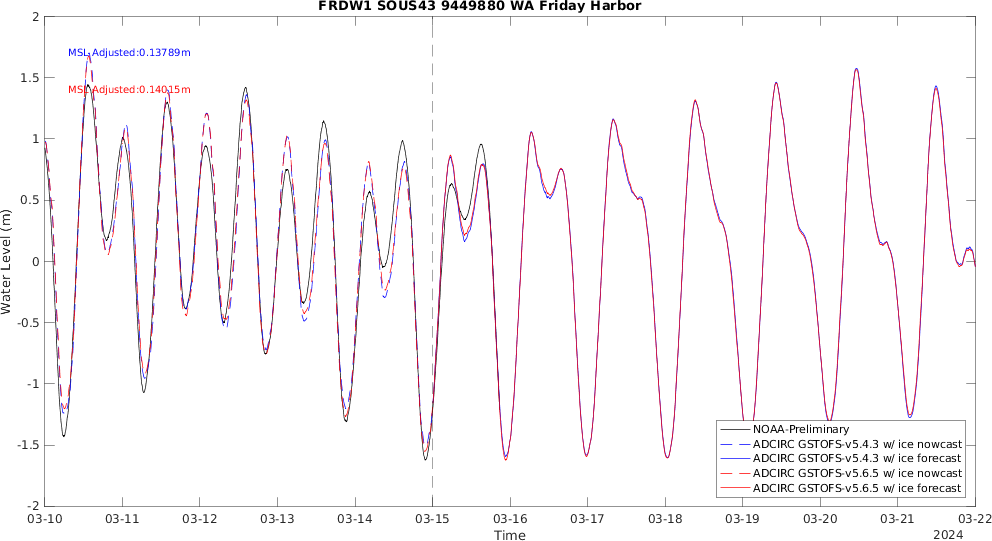 FRDW1 SOUS43 9449880 WA Friday Harbor
2
MSL Adjusted:0.13789m
1.5
MSL Adjusted:0.14015m
1
0.5
0
-0.5
-1
-1.5
-2
Water Level (m)
NOAA-Preliminary
ADCIRC GSTOFS-v5.4.3 w/ ice nowcast
ADCIRC GSTOFS-v5.4.3 w/ ice forecast
ADCIRC GSTOFS-v5.6.5 w/ ice nowcast
ADCIRC GSTOFS-v5.6.5 w/ ice forecast
03-10 03-11 03-12 03-13 03-14 03-15 03-16 03-17 03-18 03-19 03-20 03-21 03-22
Time
2024